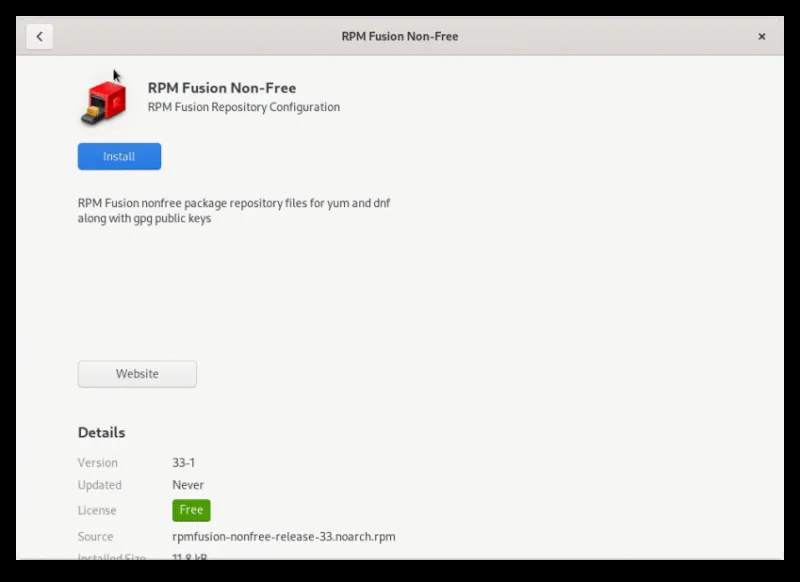 RPM Fusion Non-Free
RPM Fusion Non-Free
RPM Fusion Repository Configuration
Install
RPM Fusion nonfree package repository files for yum and dnf
along with gpg public keys
Website
Details
Version 33-1
Updated Never
License Free
Source rpmfusion-nonfree-release-33.noarch.rpm
Installed Size 11.8 kB